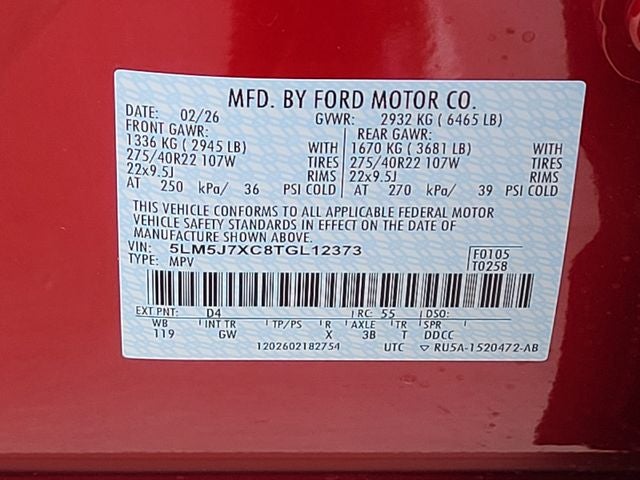 MFD. BY FORD MOTOR CO.
DATE: 02/26 GVWR: 2932 KG ( 6465 LB)
FRONT GAWR: REAR GAWR:
1336 KG ( 2945 LB) WITH 1670 KG ( 3681 LB) WITH
275/40R22 107W TIRES 275/40R22 107W TIRES
22x9.5J RIMS 22x9.5J RIMS
AT 250 kPa/ 36 PSI COLD AT 270 kPa/ 39 PSI COLD
THIS VEHICLE CONFORMS TO ALL APPLICABLE FEDERAL MOTOR
VEHICLE SAFETY STANDARDS IN EFFECT ON THE DATE OF
MANUFACTURE SHOWN ABOVE.
VIN: 5LM5J7XC8TGL12373 F0105
TYPE: MPV T0258
EXT PNT: D4 RC: 55 DSO:
WB INT TR TP/PS R AXLE TR SPR
119 GW X 3B T DDCC
1202602182754 UTC ▽ RU5A-1520472-AB